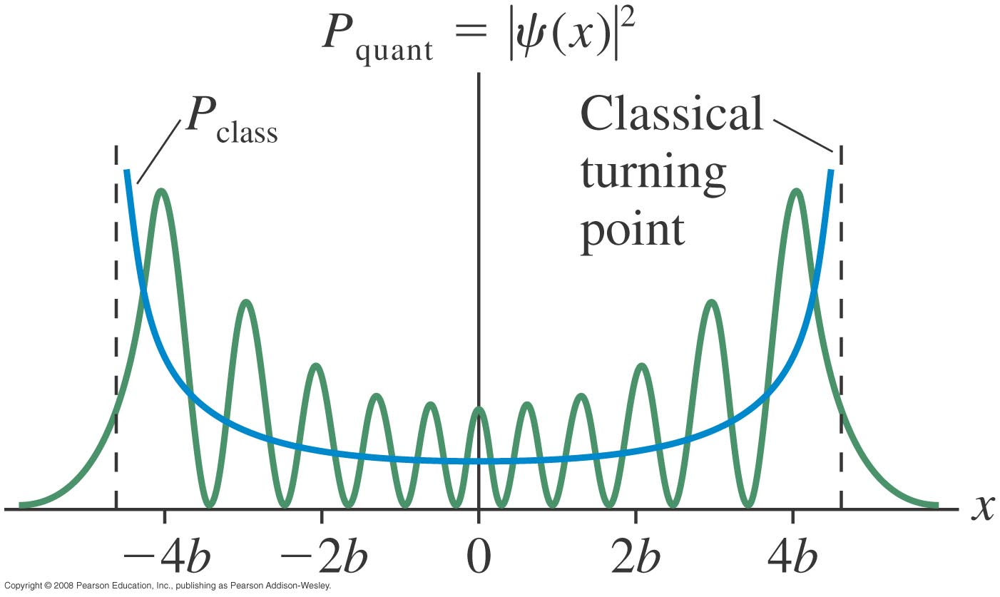 P_quant = |ψ(x)|²
P_class
Classical
turning
point
x
−4b −2b 0 2b 4b
Copyright © 2008 Pearson Education, Inc., publishing as Pearson Addison-Wesley.